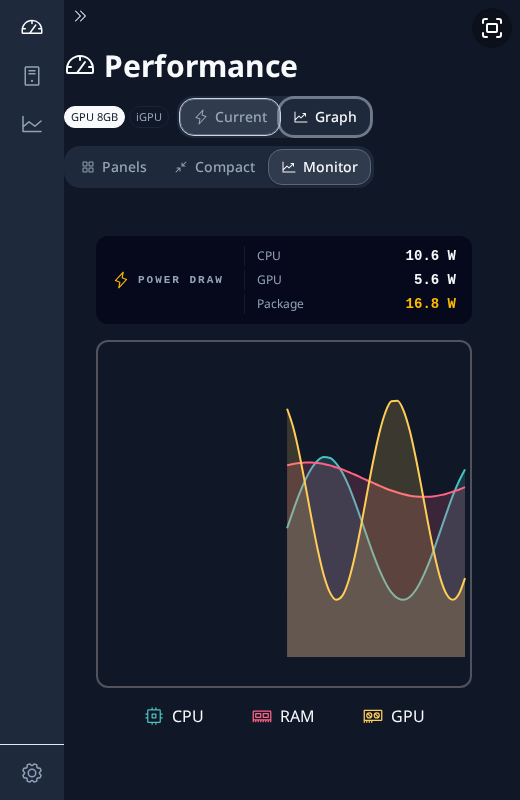 Performance
GPU 8GB iGPU Current Graph
Panels Compact Monitor
POWER DRAW
CPU 10.6 W
GPU 5.6 W
Package 16.8 W
CPU RAM GPU